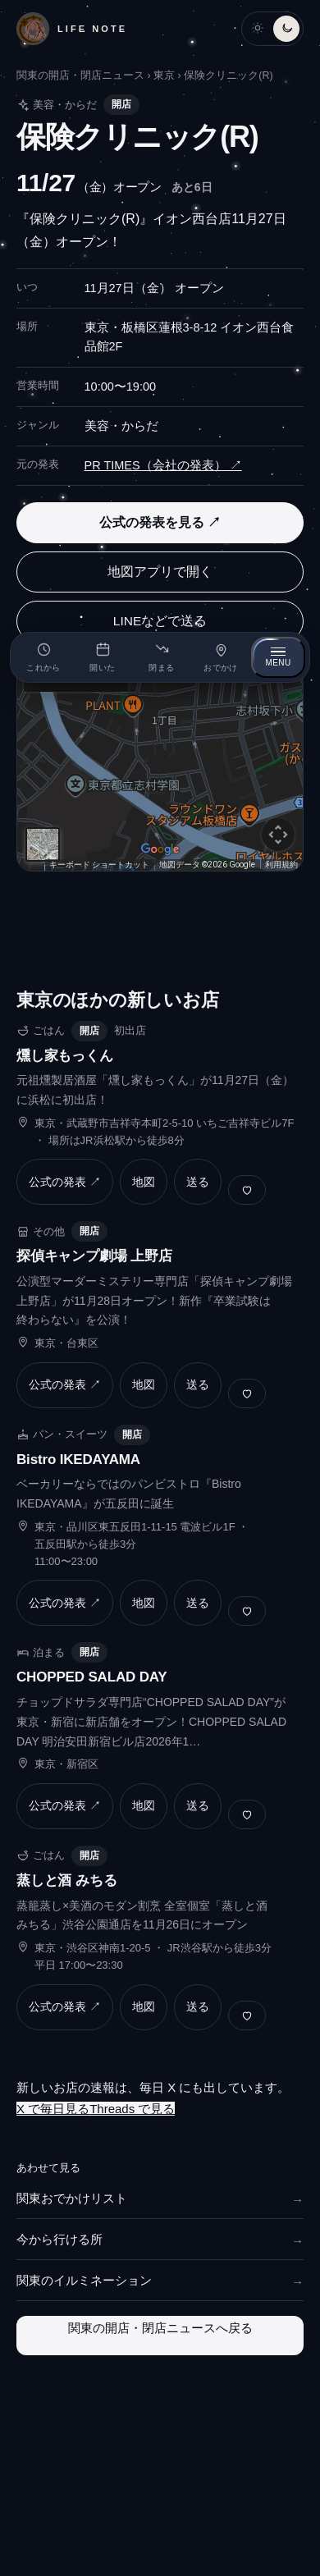 LIFE NOTE
関東の開店・閉店ニュース › 東京 › 保険クリニック(R)
美容・からだ 開店
保険クリニック(R)
11/27（金）オープン あと6日
『保険クリニック(R)』イオン西台店11月27日
（金）オープン！
いつ 11月27日（金） オープン
場所 東京・板橋区蓮根3-8-12 イオン西台食
品館2F
営業時間 10:00〜19:00
ジャンル 美容・からだ
元の発表 PR TIMES（会社の発表） ↗
公式の発表を見る ↗
地図アプリで開く
LINEなどで送る
これから 開いた 閉まる おでかけ MENU
PLANT
1丁目
志村坂下小
ガス
(か
東京都立志村学園
ラウンドワン
スタジアム板橋店
ロイヤルホス
Google
キーボード ショートカット 地図データ ©2026 Google 利用規約
東京のほかの新しいお店
ごはん 開店 初出店
燻し家もっくん
元祖燻製居酒屋「燻し家もっくん」が11月27日（金）
に浜松に初出店！
東京・武蔵野市吉祥寺本町2-5-10 いちご吉祥寺ビル7F
・ 場所はJR浜松駅から徒歩8分
公式の発表 ↗ 地図 送る
その他 開店
探偵キャンプ劇場 上野店
公演型マーダーミステリー専門店「探偵キャンプ劇場
上野店」が11月28日オープン！新作『卒業試験は
終わらない』を公演！
東京・台東区
公式の発表 ↗ 地図 送る
パン・スイーツ 開店
Bistro IKEDAYAMA
ベーカリーならではのパンビストロ『Bistro
IKEDAYAMA』が五反田に誕生
東京・品川区東五反田1-11-15 電波ビル1F ・
五反田駅から徒歩3分
11:00〜23:00
公式の発表 ↗ 地図 送る
泊まる 開店
CHOPPED SALAD DAY
チョップドサラダ専門店“CHOPPED SALAD DAY”が
東京・新宿に新店舗をオープン！CHOPPED SALAD
DAY 明治安田新宿ビル店2026年1…
東京・新宿区
公式の発表 ↗ 地図 送る
ごはん 開店
蒸しと酒 みちる
蒸籠蒸し×美酒のモダン割烹 全室個室「蒸しと酒
みちる」渋谷公園通店を11月26日にオープン
東京・渋谷区神南1-20-5 ・ JR渋谷駅から徒歩3分
平日 17:00〜23:30
公式の発表 ↗ 地図 送る
新しいお店の速報は、毎日 X にも出しています。
X で毎日見るThreads で見る
あわせて見る
関東おでかけリスト →
今から行ける所 →
関東のイルミネーション →
関東の開店・閉店ニュースへ戻る